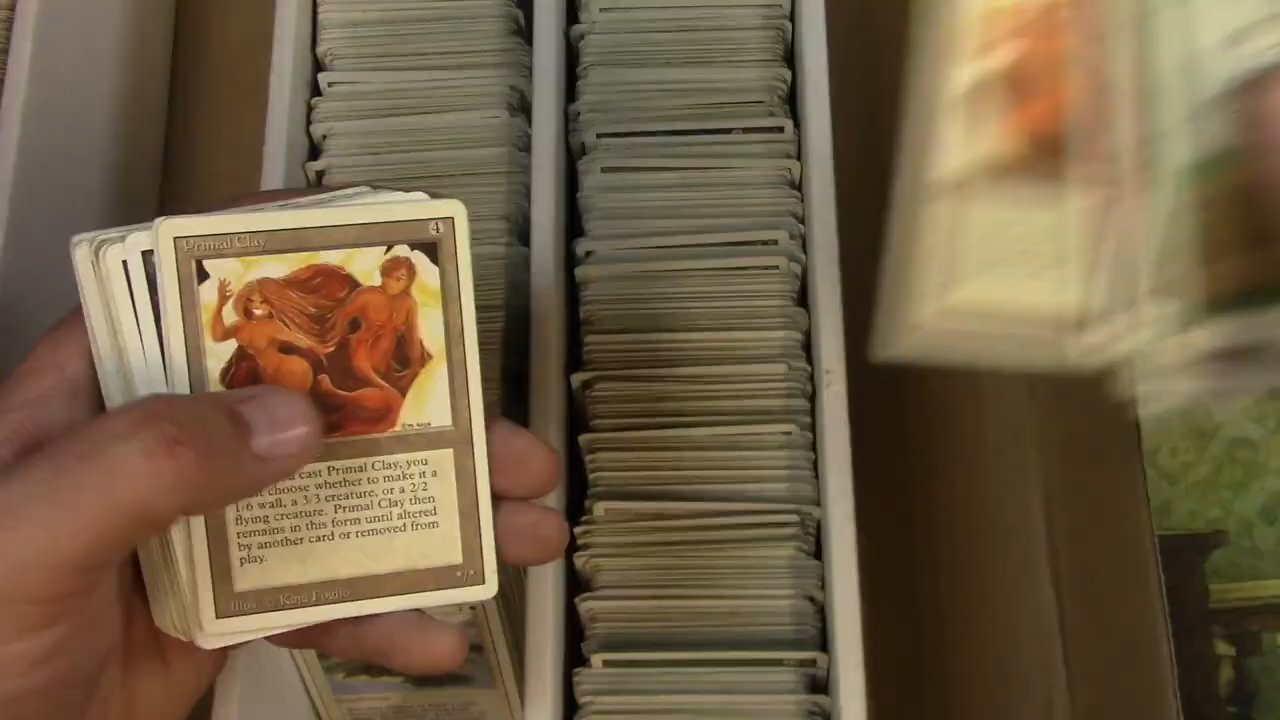 Primal Clay 4
cast Primal Clay, you
choose whether to make it a
1/6 wall, a 3/3 creature, or a 2/2
flying creature. Primal Clay then
remains in this form until altered
by another card or removed from
play.
*/*
Illus. © Kaja Foglio